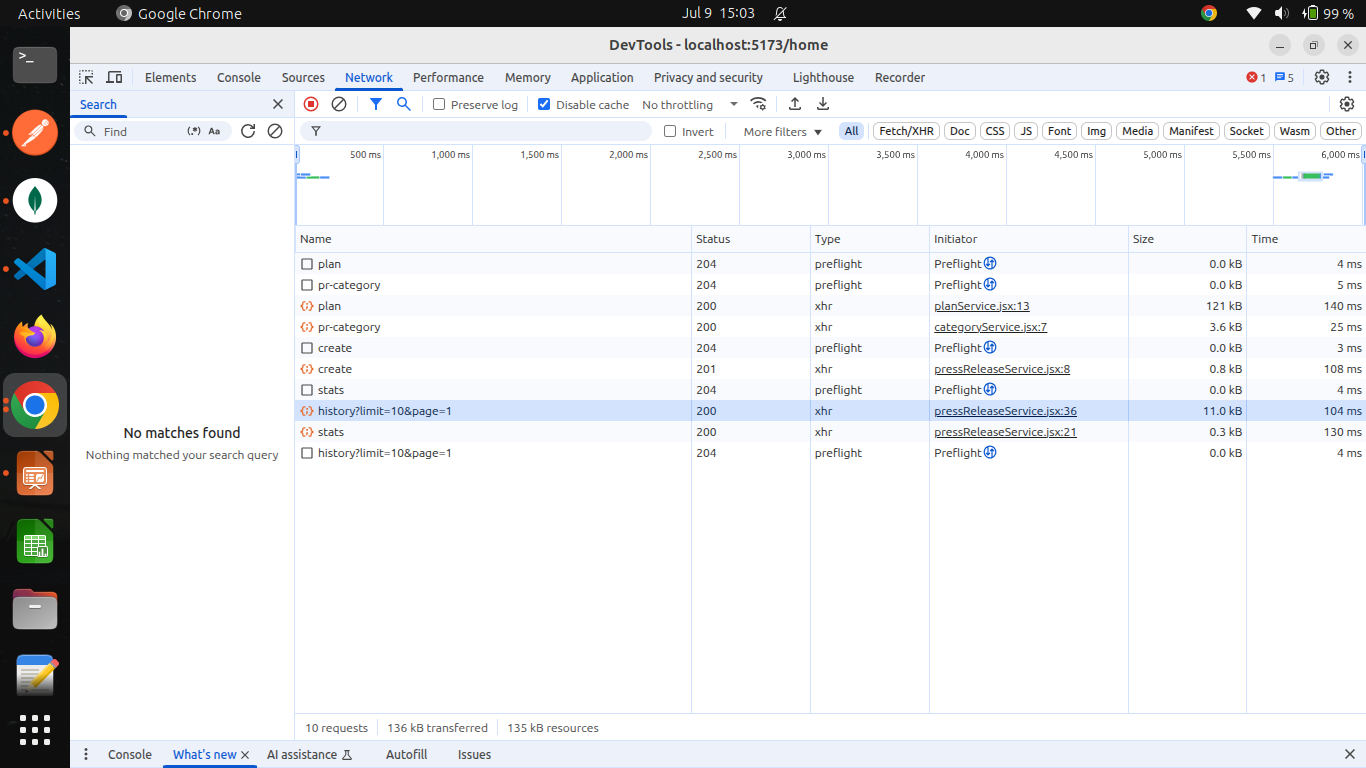 Activities Google Chrome Jul 9 15:03 99 %
DevTools - localhost:5173/home
Elements Console Sources Network Performance Memory Application Privacy and security Lighthouse Recorder 1 5
Search Preserve log Disable cache No throttling
Find (.*) Aa Invert More filters All Fetch/XHR Doc CSS JS Font Img Media Manifest Socket Wasm Other
500 ms 1,000 ms 1,500 ms 2,000 ms 2,500 ms 3,000 ms 3,500 ms 4,000 ms 4,500 ms 5,000 ms 5,500 ms 6,000 ms
Name Status Type Initiator Size Time
plan 204 preflight Preflight 0.0 kB 4 ms
pr-category 204 preflight Preflight 0.0 kB 5 ms
plan 200 xhr planService.jsx:13 121 kB 140 ms
pr-category 200 xhr categoryService.jsx:7 3.6 kB 25 ms
create 204 preflight Preflight 0.0 kB 3 ms
create 201 xhr pressReleaseService.jsx:8 0.8 kB 108 ms
stats 204 preflight Preflight 0.0 kB 4 ms
history?limit=10&page=1 200 xhr pressReleaseService.jsx:36 11.0 kB 104 ms
stats 200 xhr pressReleaseService.jsx:21 0.3 kB 130 ms
history?limit=10&page=1 204 preflight Preflight 0.0 kB 4 ms
No matches found
Nothing matched your search query
10 requests 136 kB transferred 135 kB resources
Console What's new AI assistance Autofill Issues